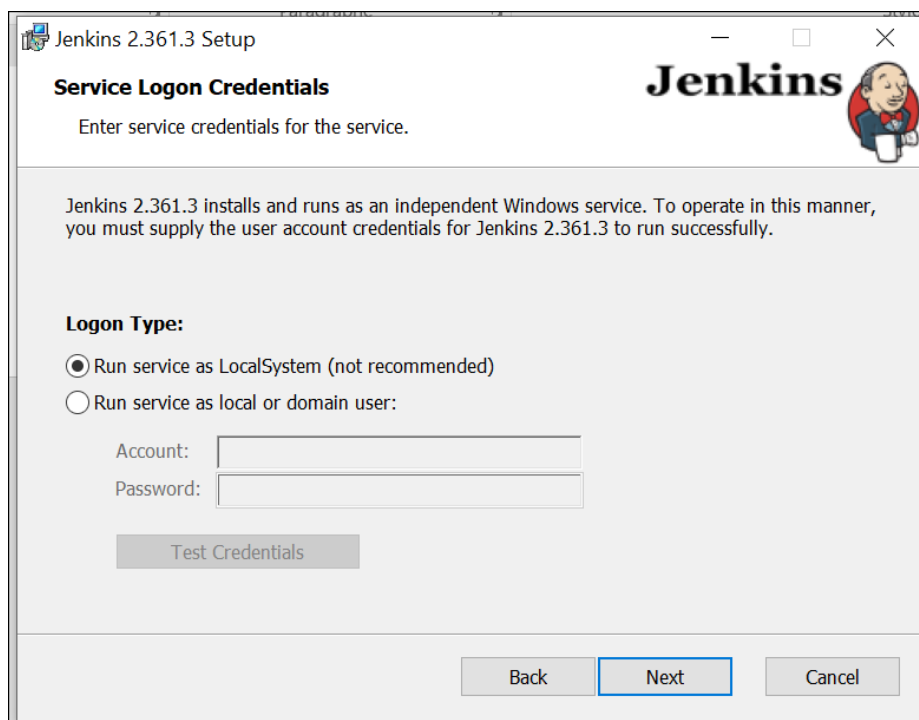 Paragraphe
Style
Jenkins 2.361.3 Setup
Service Logon Credentials
Jenkins
Enter service credentials for the service.
Jenkins 2.361.3 installs and runs as an independent Windows service. To operate in this manner,
you must supply the user account credentials for Jenkins 2.361.3 to run successfully.
Logon Type:
Run service as LocalSystem (not recommended)
Run service as local or domain user:
Account:
Password:
Test Credentials
Back Next Cancel